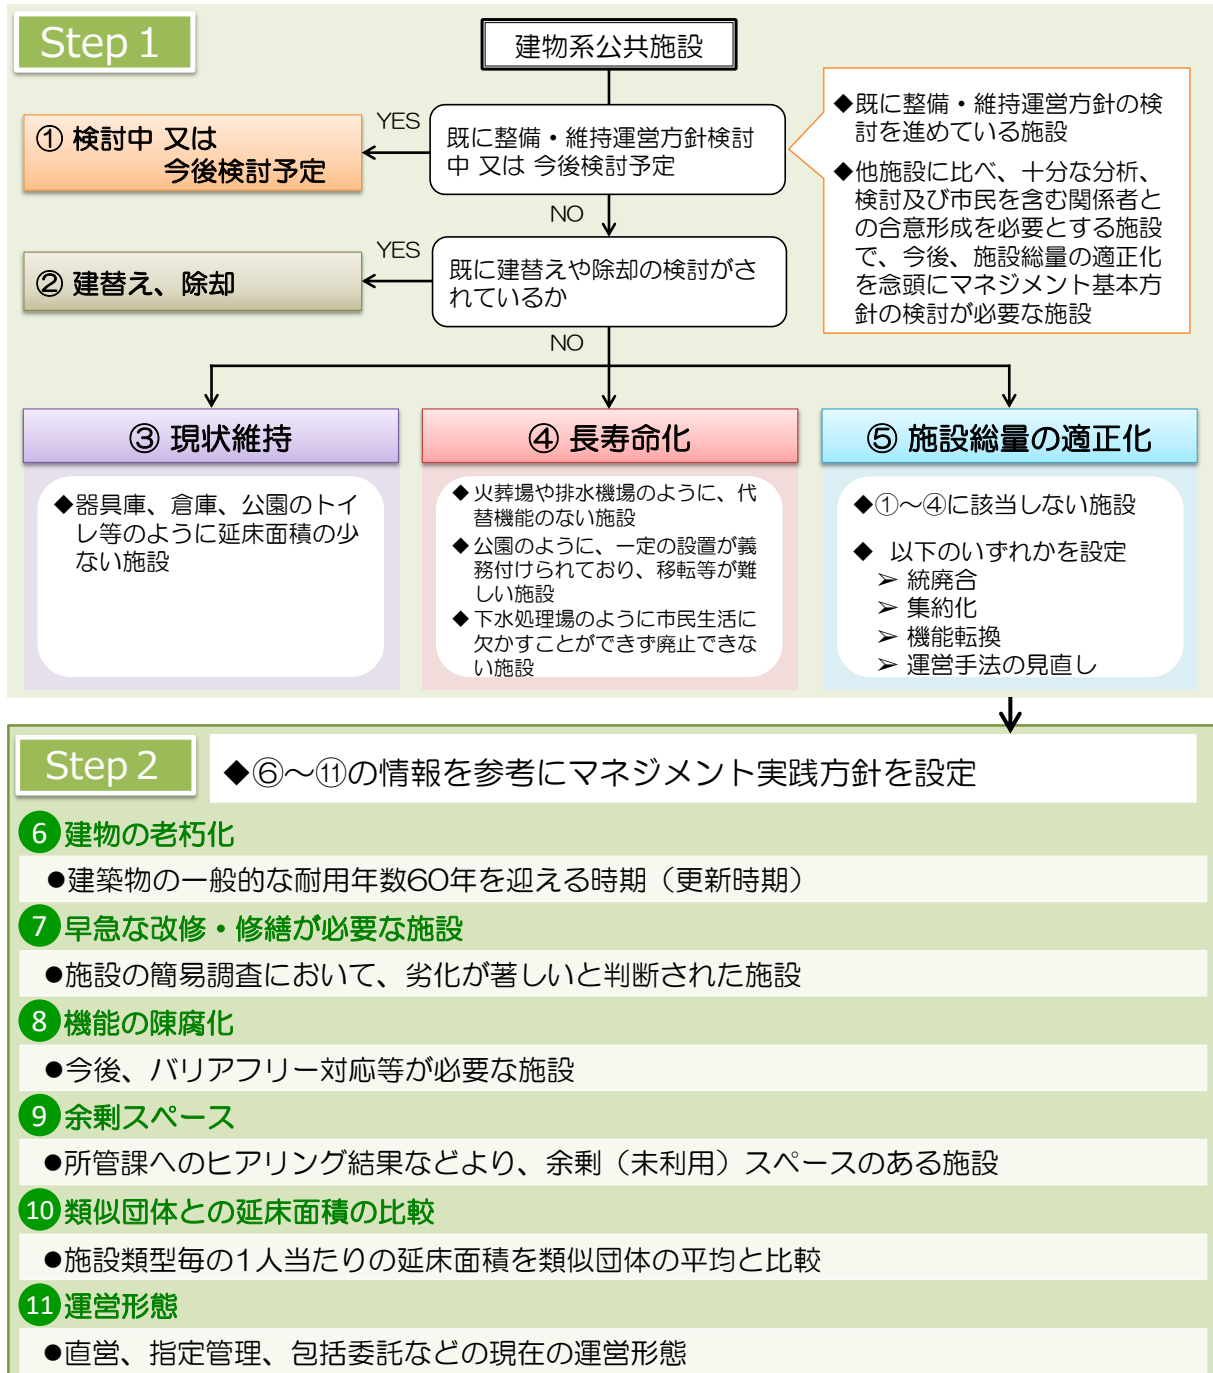 Step 1
建物系公共施設
① 検討中 又は
今後検討予定
YES
既に整備・維持運営方針検討
中 又は 今後検討予定
◆既に整備・維持運営方針の検
討を進めている施設
◆他施設に比べ、十分な分析、
検討及び市民を含む関係者と
の合意形成を必要とする施設
で、今後、施設総量の適正化
を念頭にマネジメント基本方
針の検討が必要な施設
NO
② 建替え、除却
YES
既に建替えや除却の検討がさ
れているか
NO
③ 現状維持
◆器具庫、倉庫、公園のトイ
レ等のように延床面積の少
ない施設
④ 長寿命化
◆火葬場や排水機場のように、代
替機能のない施設
◆公園のように、一定の設置が義
務付けられており、移転等が難
しい施設
◆下水処理場のように市民生活に
欠かすことができず廃止できな
い施設
⑤ 施設総量の適正化
◆①～④に該当しない施設
◆ 以下のいずれかを設定
➢ 統廃合
➢ 集約化
➢ 機能転換
➢ 運営手法の見直し
Step 2
◆⑥～⑪の情報を参考にマネジメント実践方針を設定
6 建物の老朽化
●建築物の一般的な耐用年数60年を迎える時期（更新時期）
7 早急な改修・修繕が必要な施設
●施設の簡易調査において、劣化が著しいと判断された施設
8 機能の陳腐化
●今後、バリアフリー対応等が必要な施設
9 余剰スペース
●所管課へのヒアリング結果などより、余剰（未利用）スペースのある施設
10 類似団体との延床面積の比較
●施設類型毎の1人当たりの延床面積を類似団体の平均と比較
11 運営形態
●直営、指定管理、包括委託などの現在の運営形態